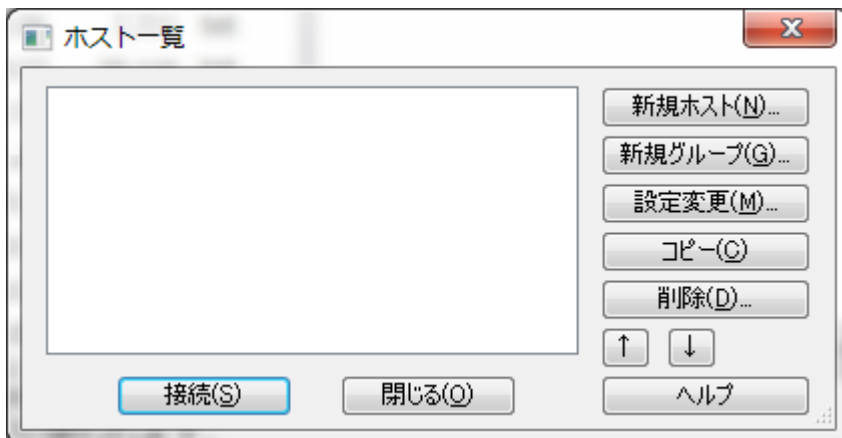 ホスト一覧
新規ホスト(N)...
新規グループ(G)...
設定変更(M)...
コピー(C)
削除(D)...
↑ ↓
接続(S) 閉じる(O) ヘルプ